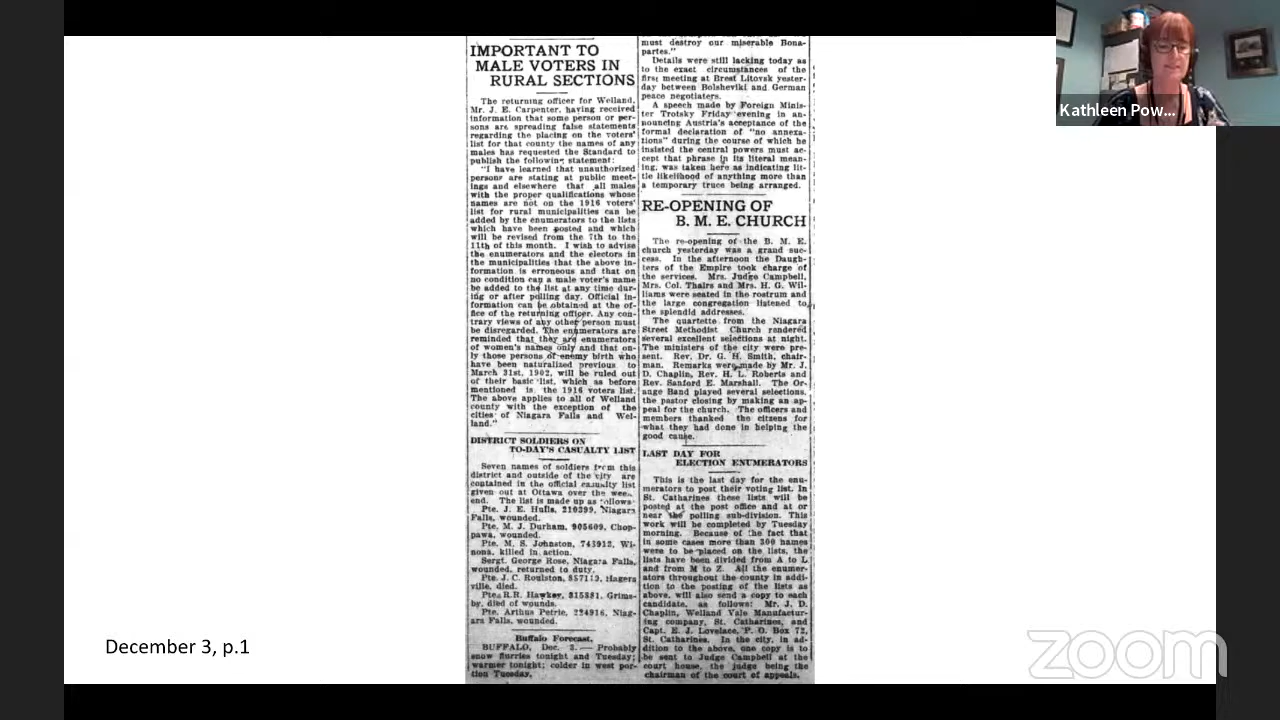 IMPORTANT TO
MALE VOTERS IN
RURAL SECTIONS
The returning officer for Welland,
Mr. J. E. Carpenter, having received
information that some person or per-
sons are spreading false statements
regarding the placing on the voters'
list for that county the names of any
males has requested the Standard to
publish the following statement:
"I have learned that unauthorized
persons are stating at public meet-
ings and elsewhere that all males
with the proper qualifications whose
names are not on the 1916 voters'
list for rural municipalities can be
added by the enumerators to the lists
which have been posted and which
will be revised from the 7th to the
11th of this month. I wish to advise
the enumerators and the electors in
the municipalities that the above in-
formation is erroneous and that on
no condition can a male voter's name
be added to the list at any time dur-
ing or after polling day. Official in-
formation can be obtained at the of-
fice of the returning officer. Any con-
trary views of any other person must
be disregarded. The enumerators are
reminded that they are enumerators
of women's names only and that on-
ly those persons of enemy birth who
have been naturalized previous to
March 31st, 1902, will be ruled out
of their basic list, which as before
mentioned is the 1916 voters list.
The above applies to all of Welland
county with the exception of the
cities of Niagara Falls and Wel-
land."
DISTRICT SOLDIERS ON
TO-DAY'S CASUALTY LIST
Seven names of soldiers from this
district and outside of the city are
contained in the official casualty list
given out at Ottawa over the week
end. The list is made up as follows:
Pte. J. E. Hulls, 210399, Niagara
Falls, wounded.
Pte. M. J. Durham, 905609, Chop-
pawa, wounded.
Pte. M. S. Johnston, 743912, Wi-
nona, killed in action.
Sergt. George Rose, Niagara Falls,
wounded, returned to duty.
Pte. J. C. Roulston, Hagers
ville, died.
Pte. R.R. Hawker, Grims-
by, died of wounds.
Pte. Arthur Petrie, 224916, Niag-
ara Falls, wounded.
Buffalo Forecast.
BUFFALO, Dec. 3.— Probably
snow flurries tonight and Tuesday;
warmer tonight; colder in west por-
tion Tuesday.
must destroy our miserable Bona-
partes."
Details were still lacking today as
to the exact circumstances of the
first meeting at Brest Litovsk yester-
day between Bolsheviki and German
peace negotiaters.
A speech made by Foreign Minis-
ter Trotsky Friday evening in an-
nouncing Austria's acceptance of the
formal declaration of "no annexa-
tions" during the course of which he
insisted the central powers must ac-
cept that phrase in its literal mean-
ing, was taken here as indicating lit-
tle likelihood of anything more than
a temporary truce being arranged.
RE-OPENING OF
B. M. E. CHURCH
The re-opening of the B. M. E.
church yesterday was a grand suc-
cess. In the afternoon the Daugh-
ters of the Empire took charge of
the services. Mrs. Judge Campbell,
Mrs. Col. Thairs and Mrs. H. G. Wil-
liams were seated in the rostrum and
the large congregation listened to
the splendid addresses.
The quartette from the Niagara
Street Methodist Church rendered
several excellent selections at night.
The ministers of the city were pre-
sent. Rev. Dr. G. H. Smith, chair-
man. Remarks were made by Mr. J.
D. Chaplin, Rev. H. L. Roberts and
Rev. Sanford E. Marshall. The Or-
ange Band played several selections,
the pastor closing by making an ap-
peal for the church. The officers and
members thanked the citzens for
what they had done in helping the
good cause.
LAST DAY FOR
ELECTION ENUMERATORS
This is the last day for the enu-
merators to post their voting list. In
St. Catharines these lists will be
posted at the post office and at or
near the polling sub-division. This
work will be completed by Tuesday
morning. Because of the fact that
in some cases more than 300 names
were to be placed on the lists, the
lists have been divided from A to L
and from M to Z. All the enumer-
ators throughout the county in addi-
tion to the posting of the lists as
above, will also send a copy to each
candidate, as follows: Mr. J. D.
Chaplin, Welland Vale Manufactur-
ing company, St. Catharines, and
Capt. E. J. Lovelace, P. O. Box 72,
St. Catharines. In the city, in ad-
dition to the above, one copy is to
be sent to Judge Campbell at the
court house, the judge being the
chairman of the court of appeals.
December 3, p.1
Kathleen Pow...
zoom